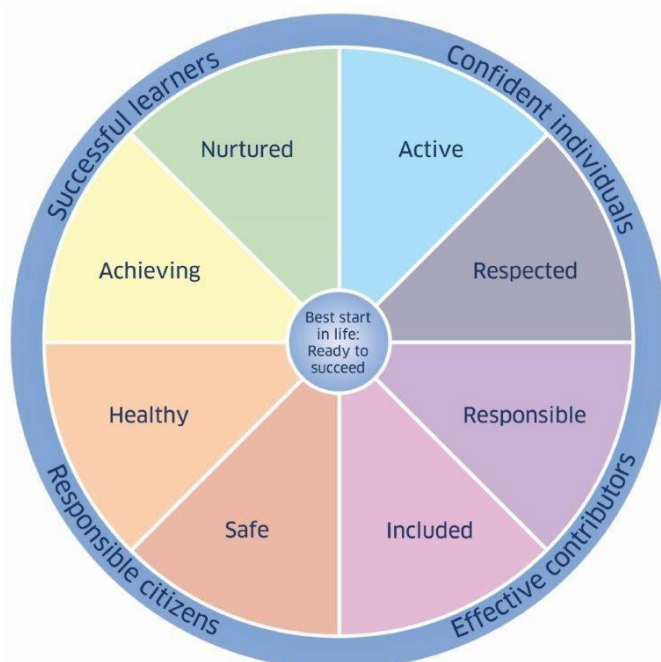 Successful learners
Confident individuals
Nurtured
Active
Achieving
Respected
Best start
in life:
Ready to
succeed
Healthy
Responsible
Safe
Included
Responsible citizens
Effective contributors